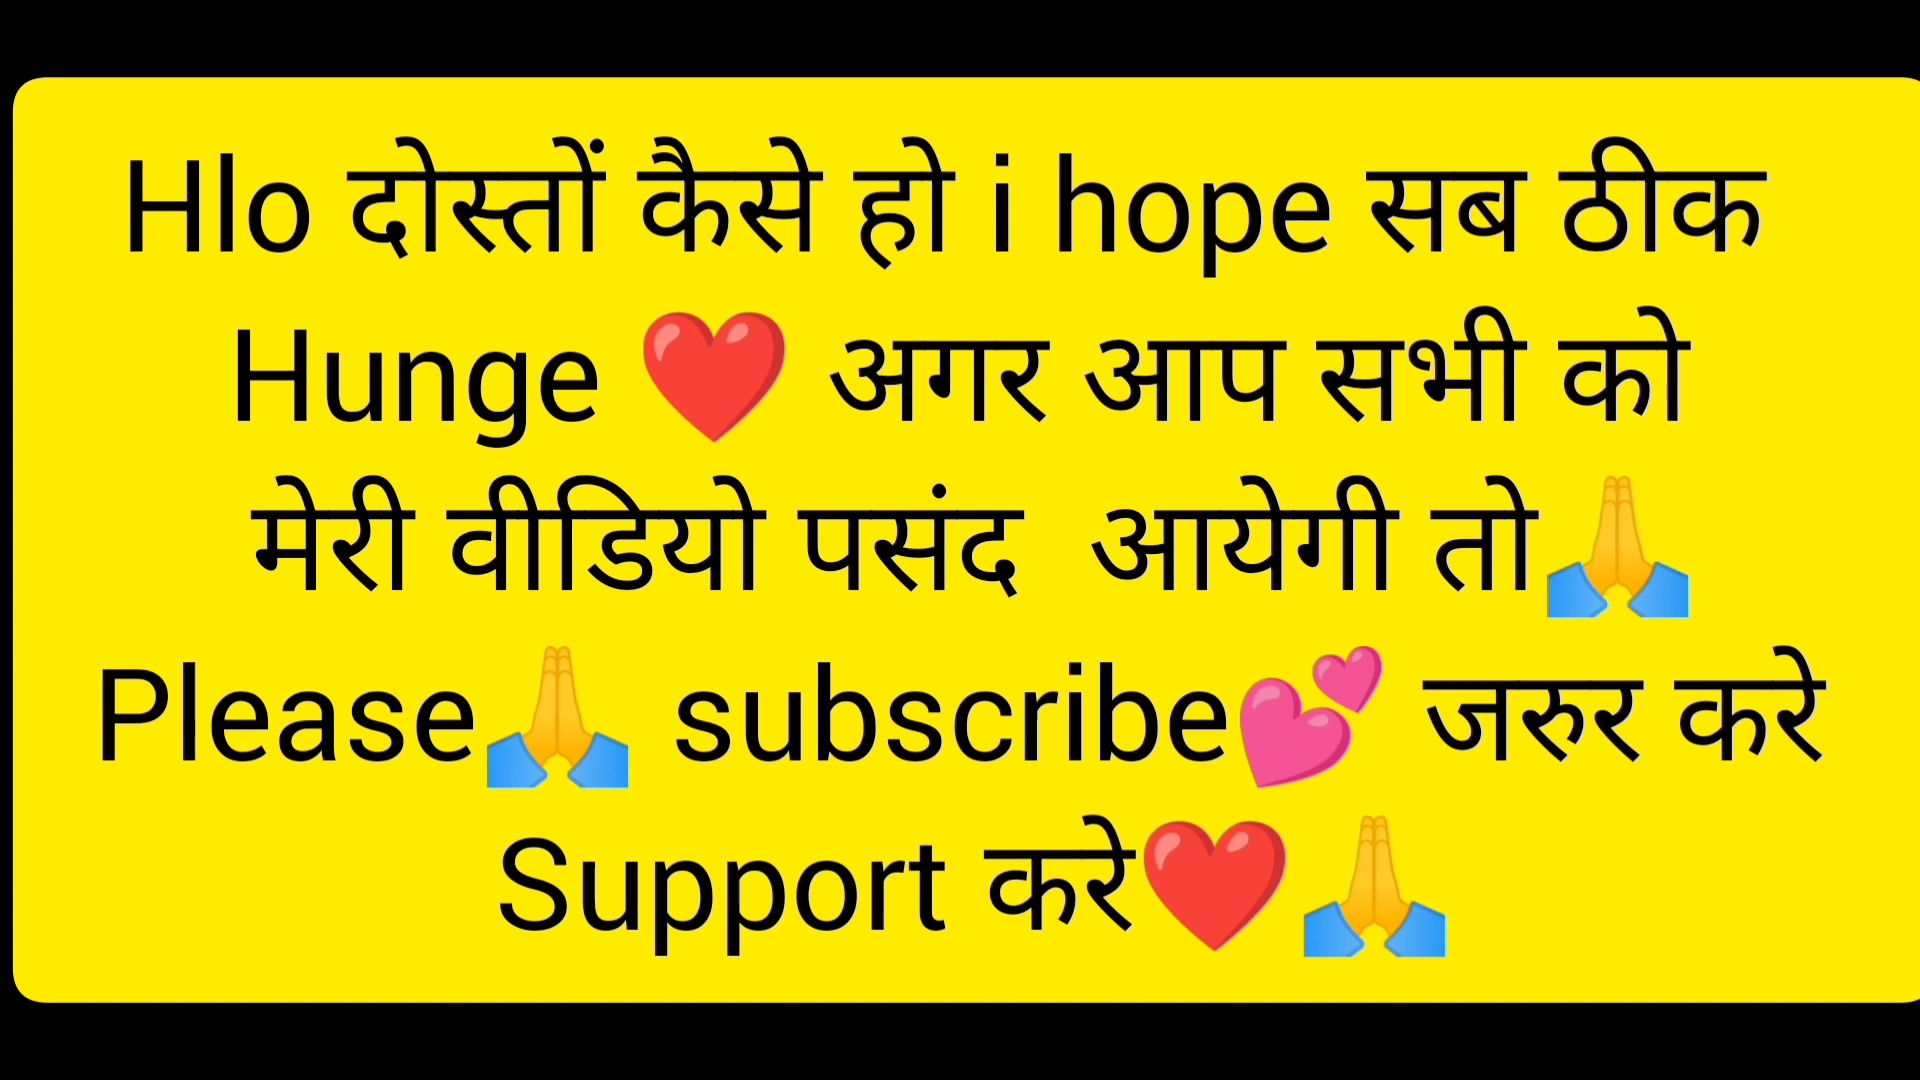 Hlo दोस्तों कैसे हो i hope सब ठीक
Hunge ❤️ अगर आप सभी को
मेरी वीडियो पसंद आयेगी तो🙏
Please🙏 subscribe💕 जरुर करे
Support करे❤️🙏